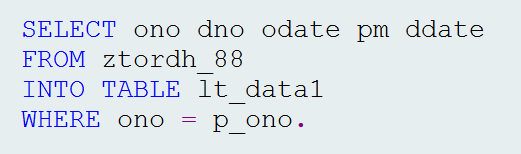 SELECT ono dno odate pm ddate
FROM ztordh_88
INTO TABLE lt_data1
WHERE ono = p_ono.